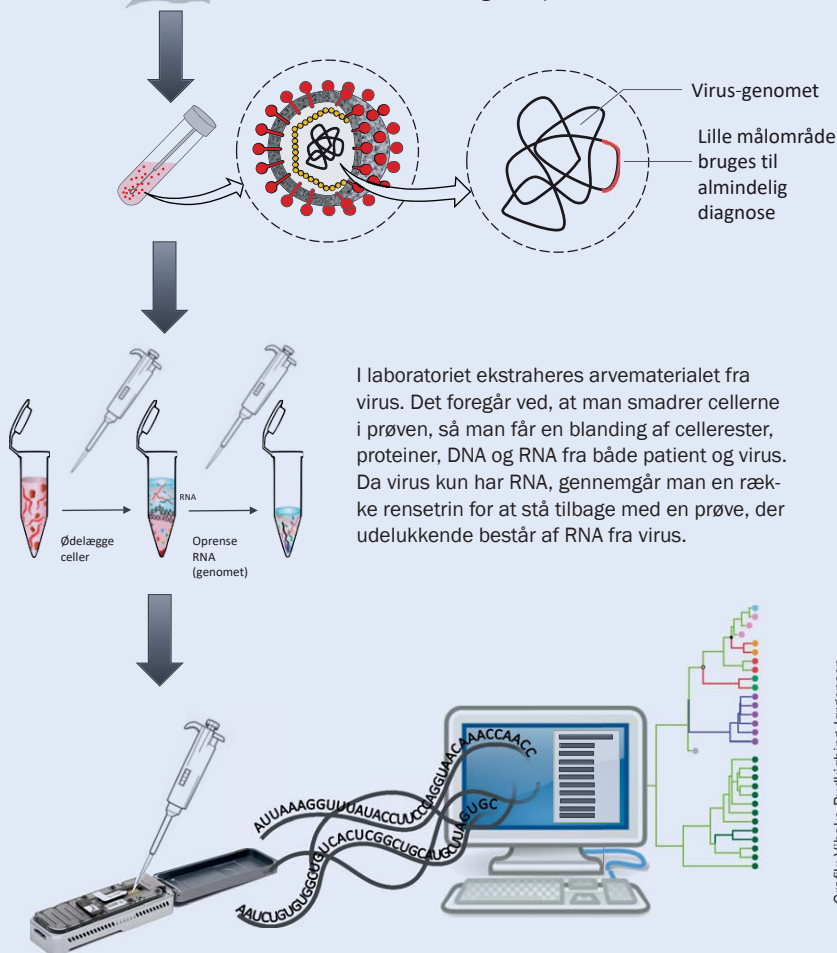 Virus-genomet
Lille målområde
bruges til
almindelig
diagnose
I laboratoriet ekstraheres arvematerialet fra
virus. Det foregår ved, at man smadrer cellerne
i prøven, så man får en blanding af cellerester,
proteiner, DNA og RNA fra både patient og virus.
Da virus kun har RNA, gennemgår man en ræk-
ke rensetrin for at stå tilbage med en prøve, der
udelukkende består af RNA fra virus.
RNA
Ødelægge
celler
Oprense
RNA
(genomet)
AUUAAAGGUUUAUACCUUCCCAGGUAACAAACCAACC
AAUCUGUGUGGCUGUCACUCGGCUGCAUGCUUAGUGC